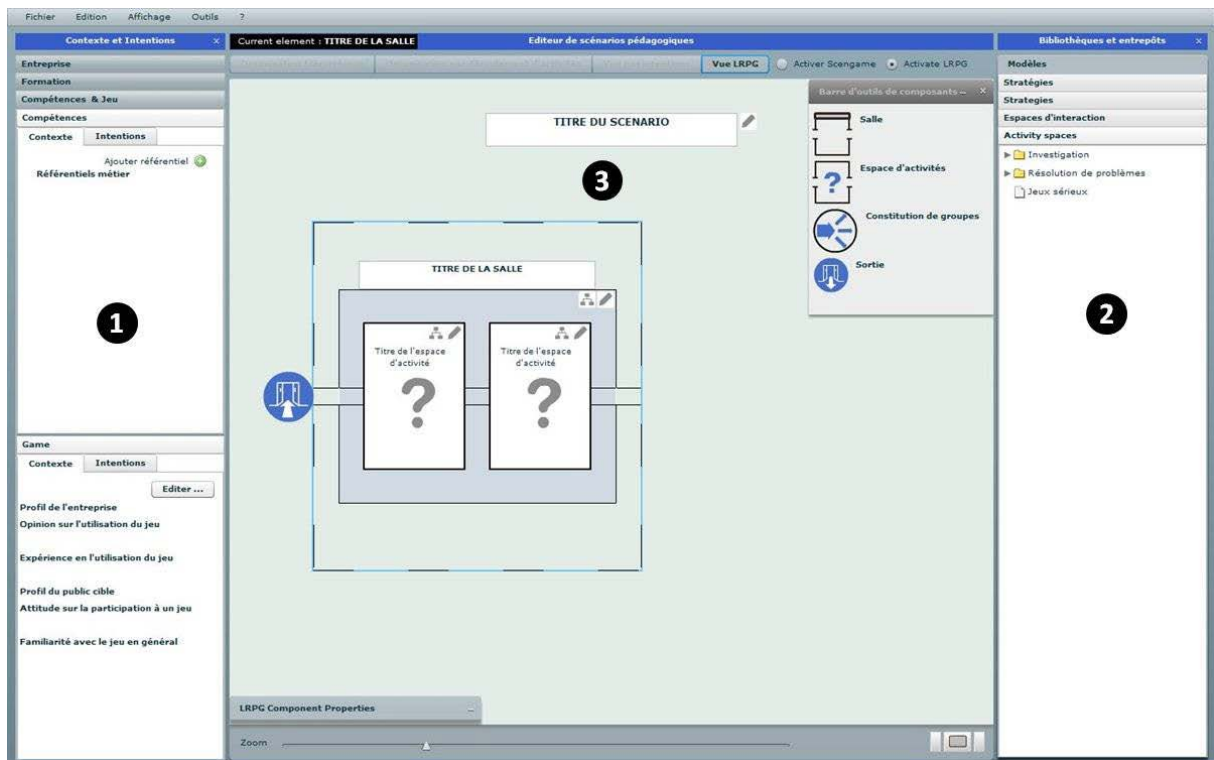 Fichier Edition Affichage Outils ?
Contexte et Intentions x
Entreprise
Formation
Compétences & Jeu
Compétences
Contexte Intentions
Ajouter référentiel
Référentiels métier
1
Game
Contexte Intentions
Editer ...
Profil de l'entreprise
Opinion sur l'utilisation du jeu
Expérience en l'utilisation du jeu
Profil du public cible
Attitude sur la participation à un jeu
Familiarité avec le jeu en général
Current element : TITRE DE LA SALLE Editeur de scénarios pédagogiques
Vue LRPG Activer Scengame Activate LRPG
TITRE DU SCENARIO
3
TITRE DE LA SALLE
Titre de l'espace
d'activité
?
Titre de l'espace
d'activité
?
Barre d'outils de composants – x
Salle
Espace d'activités
?
Constitution de groupes
Sortie
LRPG Component Properties –
Zoom
Bibliothèques et entrepôts x
Modèles
Stratégies
Strategies
Espaces d'interaction
Activity spaces
Investigation
Résolution de problèmes
Jeux sérieux
2